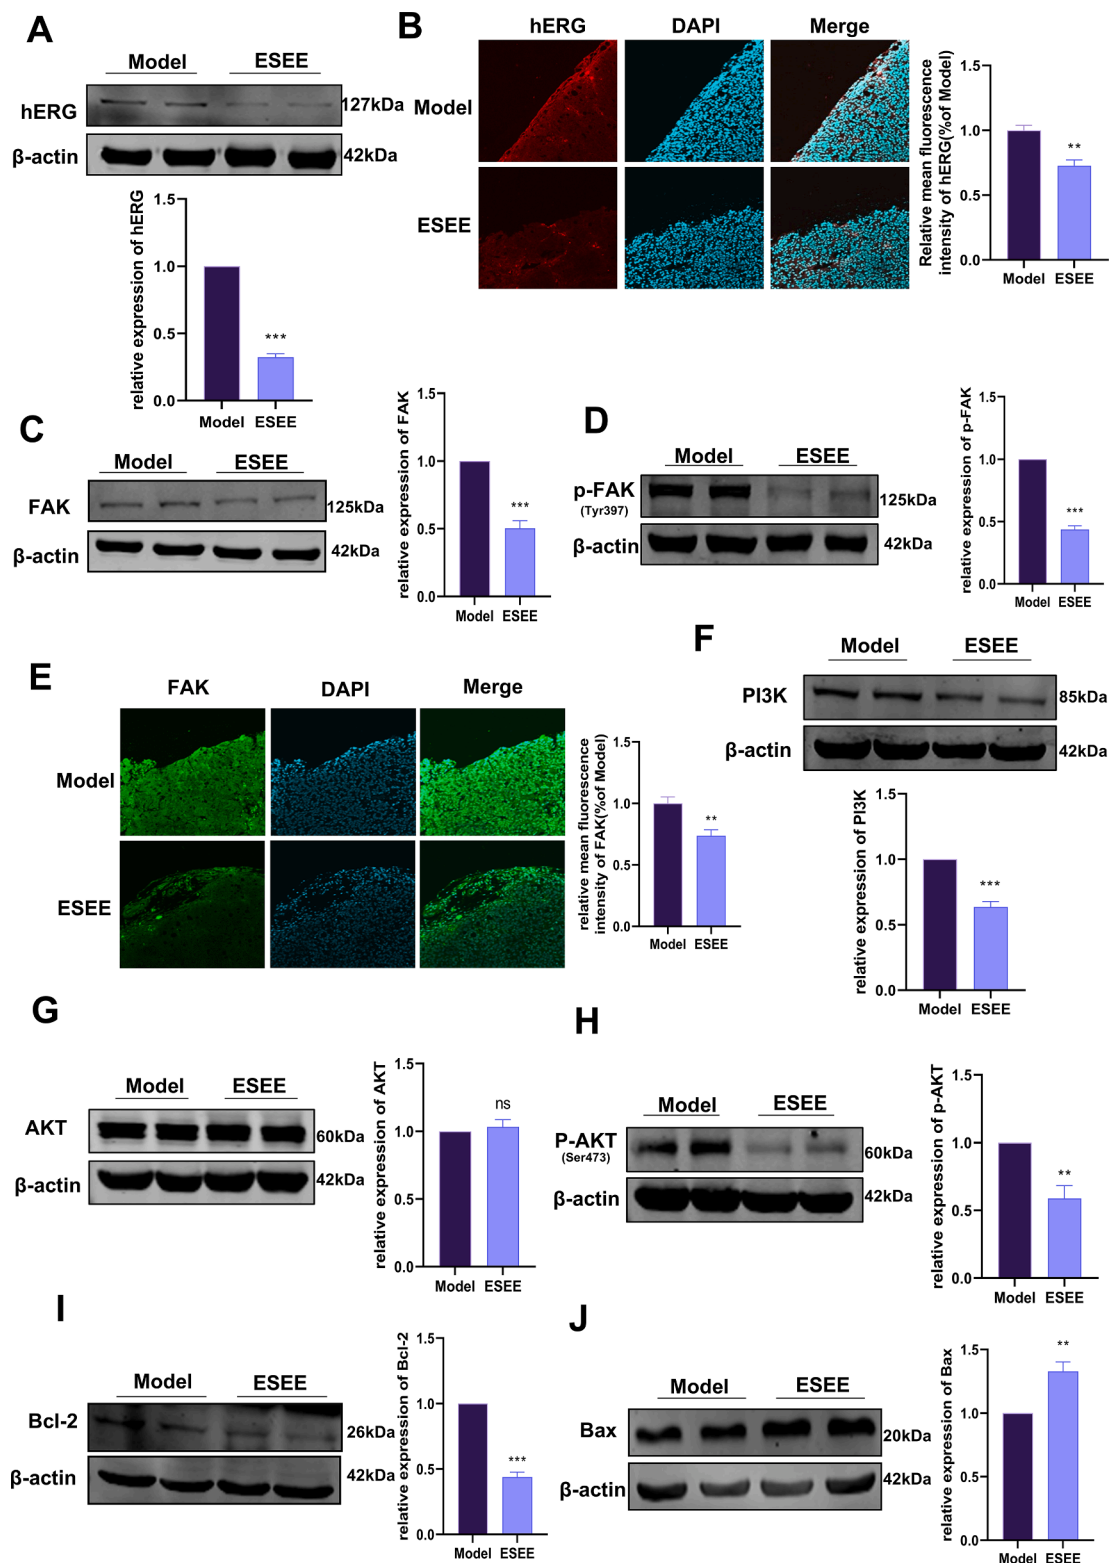 A
Model ESEE
hERG 127kDa
β-actin 42kDa
relative expression of hERG
1.5
1.0
0.5
0.0
***
Model ESEE
B
hERG DAPI Merge
Model
ESEE
Relative mean fluorescence
intensity of hERG(%of Model)
1.5
1.0
0.5
0.0
**
Model ESEE
C
Model ESEE
FAK 125kDa
β-actin 42kDa
relative expression of FAK
1.5
1.0
0.5
0.0
***
Model ESEE
D
Model ESEE
p-FAK 125kDa
(Tyr397)
β-actin 42kDa
relative expression of p-FAK
1.5
1.0
0.5
0.0
***
Model ESEE
E
FAK DAPI Merge
Model
ESEE
relative mean fluorescence
intensity of FAK(%of Model)
1.5
1.0
0.5
0.0
**
Model ESEE
F
Model ESEE
PI3K 85kDa
β-actin 42kDa
relative expression of PI3K
1.5
1.0
0.5
0.0
***
Model ESEE
G
Model ESEE
AKT 60kDa
β-actin 42kDa
relative expression of AKT
1.5
1.0
0.5
0.0
ns
Model ESEE
H
Model ESEE
P-AKT 60kDa
(Ser473)
β-actin 42kDa
relative expression of p-AKT
1.5
1.0
0.5
0.0
**
Model ESEE
I
Model ESEE
Bcl-2 26kDa
β-actin 42kDa
relative expression of Bcl-2
1.5
1.0
0.5
0.0
***
Model ESEE
J
Model ESEE
Bax 20kDa
β-actin 42kDa
relative expression of Bax
1.5
1.0
0.5
0.0
**
Model ESEE